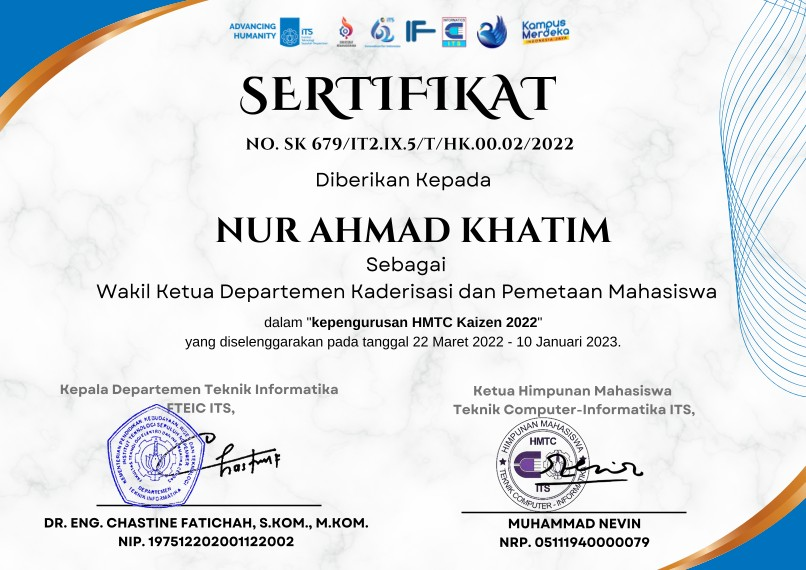 ADVANCING
HUMANITY
ITS
IF
INFORMATICS
ITS
Kampus
Merdeka
INDONESIA JAYA
SERTIFIKAT
NO. SK 679/IT2.IX.5/T/HK.00.02/2022
Diberikan Kepada
NUR AHMAD KHATIM
Sebagai
Wakil Ketua Departemen Kaderisasi dan Pemetaan Mahasiswa
dalam "kepengurusan HMTC Kaizen 2022"
yang diselenggarakan pada tanggal 22 Maret 2022 - 10 Januari 2023.
Kepala Departemen Teknik Informatika
FTEIC ITS,
DEPARTEMEN
TEKNIK INFORMATIKA
DR. ENG. CHASTINE FATICHAH, S.KOM., M.KOM.
NIP. 197512202001122002
Ketua Himpunan Mahasiswa
Teknik Computer-Informatika ITS,
HIMPUNAN MAHASISWA
HMTC
ITS
TEKNIK COMPUTER - INFORMATIKA
MUHAMMAD NEVIN
NRP. 05111940000079